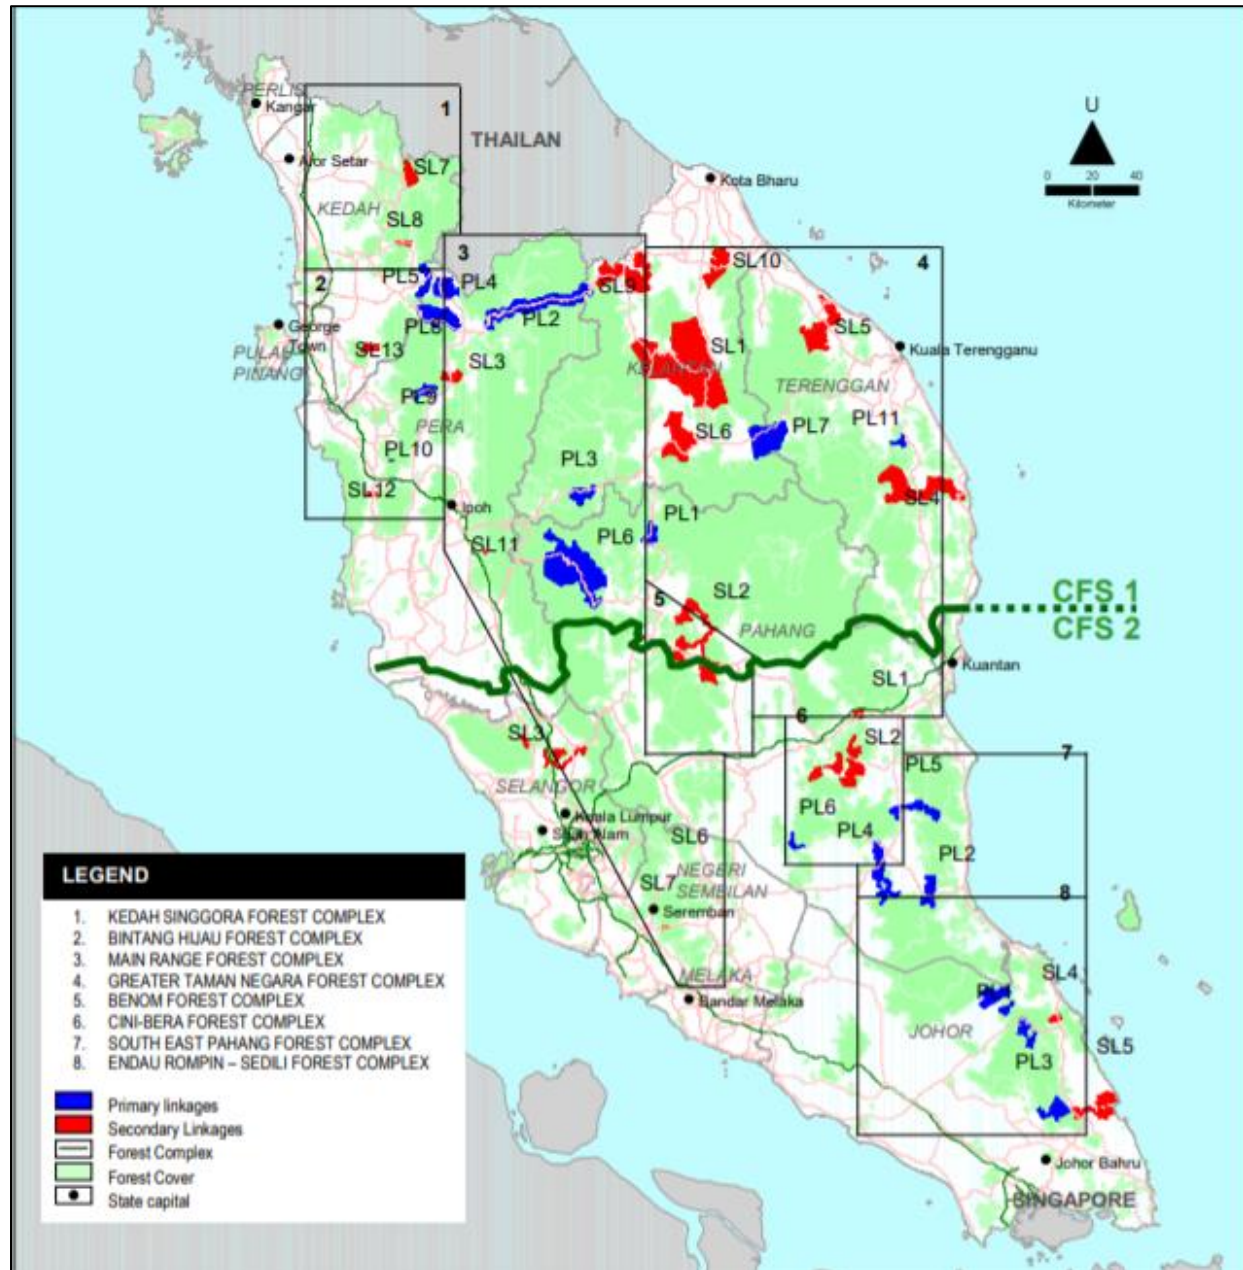 PERLIS
Kangar
1
THAILAN
U
Alor Setar
SL7
Kota Bharu
0 20 40
Kilometer
KEDAH
SL8
3
SL10
4
2
PL5
PL4
SL9
PL2
PL8
SL5
George
Town
SL13
SL1
Kuala Terengganu
PULAU
PINANG
SL3
KELANTAN
TERENGGAN
PL9
PERA
SL6
PL7
PL11
PL10
PL3
SL12
SL4
Ipoh
PL1
SL11
PL6
5
SL2
CFS 1
CFS 2
PAHANG
Kuantan
SL1
6
SL3
SL2
7
SELANGOR
PL5
PL6
Kuala Lumpur
Shah Alam
SL6
PL4
PL2
NEGERI
SEMBILAN
SL7
Seremban
8
MELAKA
Bandar Melaka
SL4
JOHOR
SL5
PL3
Johor Bahru
SINGAPORE
LEGEND
1. KEDAH SINGGORA FOREST COMPLEX
2. BINTANG HIJAU FOREST COMPLEX
3. MAIN RANGE FOREST COMPLEX
4. GREATER TAMAN NEGARA FOREST COMPLEX
5. BENOM FOREST COMPLEX
6. CINI-BERA FOREST COMPLEX
7. SOUTH EAST PAHANG FOREST COMPLEX
8. ENDAU ROMPIN – SEDILI FOREST COMPLEX
Primary linkages
Secondary Linkages
Forest Complex
Forest Cover
State capital